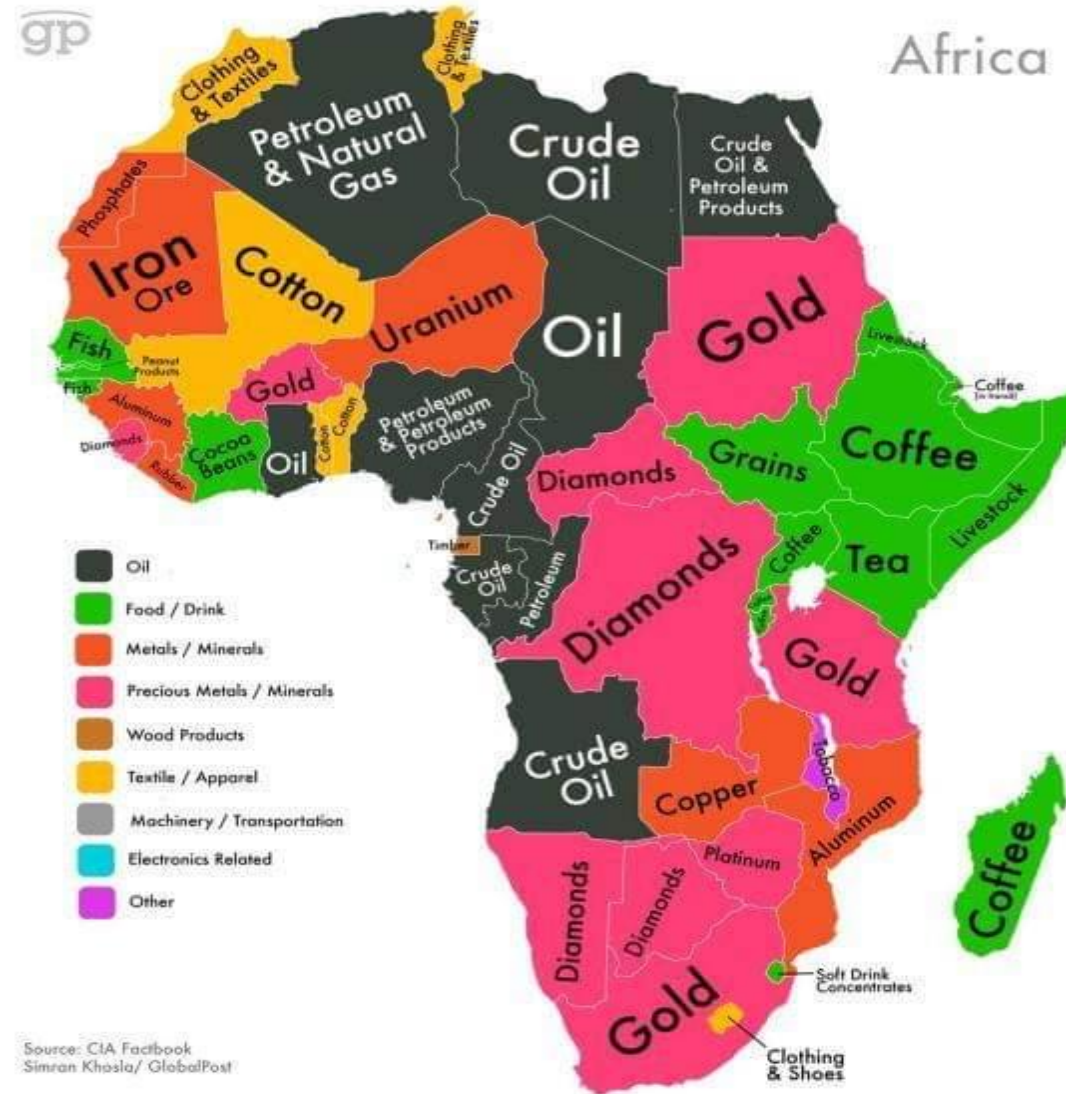 gp
Africa
Clothing
& Textiles
Clothing
& Textiles
Petroleum
& Natural
Gas
Crude
Oil
Crude
Oil &
Petroleum
Products
Phosphates
Iron
Ore
Cotton
Uranium
Oil
Gold
Livestock
Coffee
(in transit)
Fish
Peanut
Products
Fish
Gold
Aluminum
Diamonds
Rubber
Cocoa
Beans
Oil
Cotton
Cotton
Petroleum
& Petroleum
Products
Crude Oil
Diamonds
Grains
Coffee
Livestock
Timber
Crude
Oil
Petroleum
Diamonds
Coffee
Tea
Gold
Oil
Food / Drink
Metals / Minerals
Precious Metals / Minerals
Wood Products
Textile / Apparel
Machinery / Transportation
Electronics Related
Other
Crude
Oil
Copper
Tobacco
Aluminum
Diamonds
Diamonds
Platinum
Coffee
Gold
Soft Drink
Concentrates
Clothing
& Shoes
Source: CIA Factbook
Simran Khosla/ GlobalPost